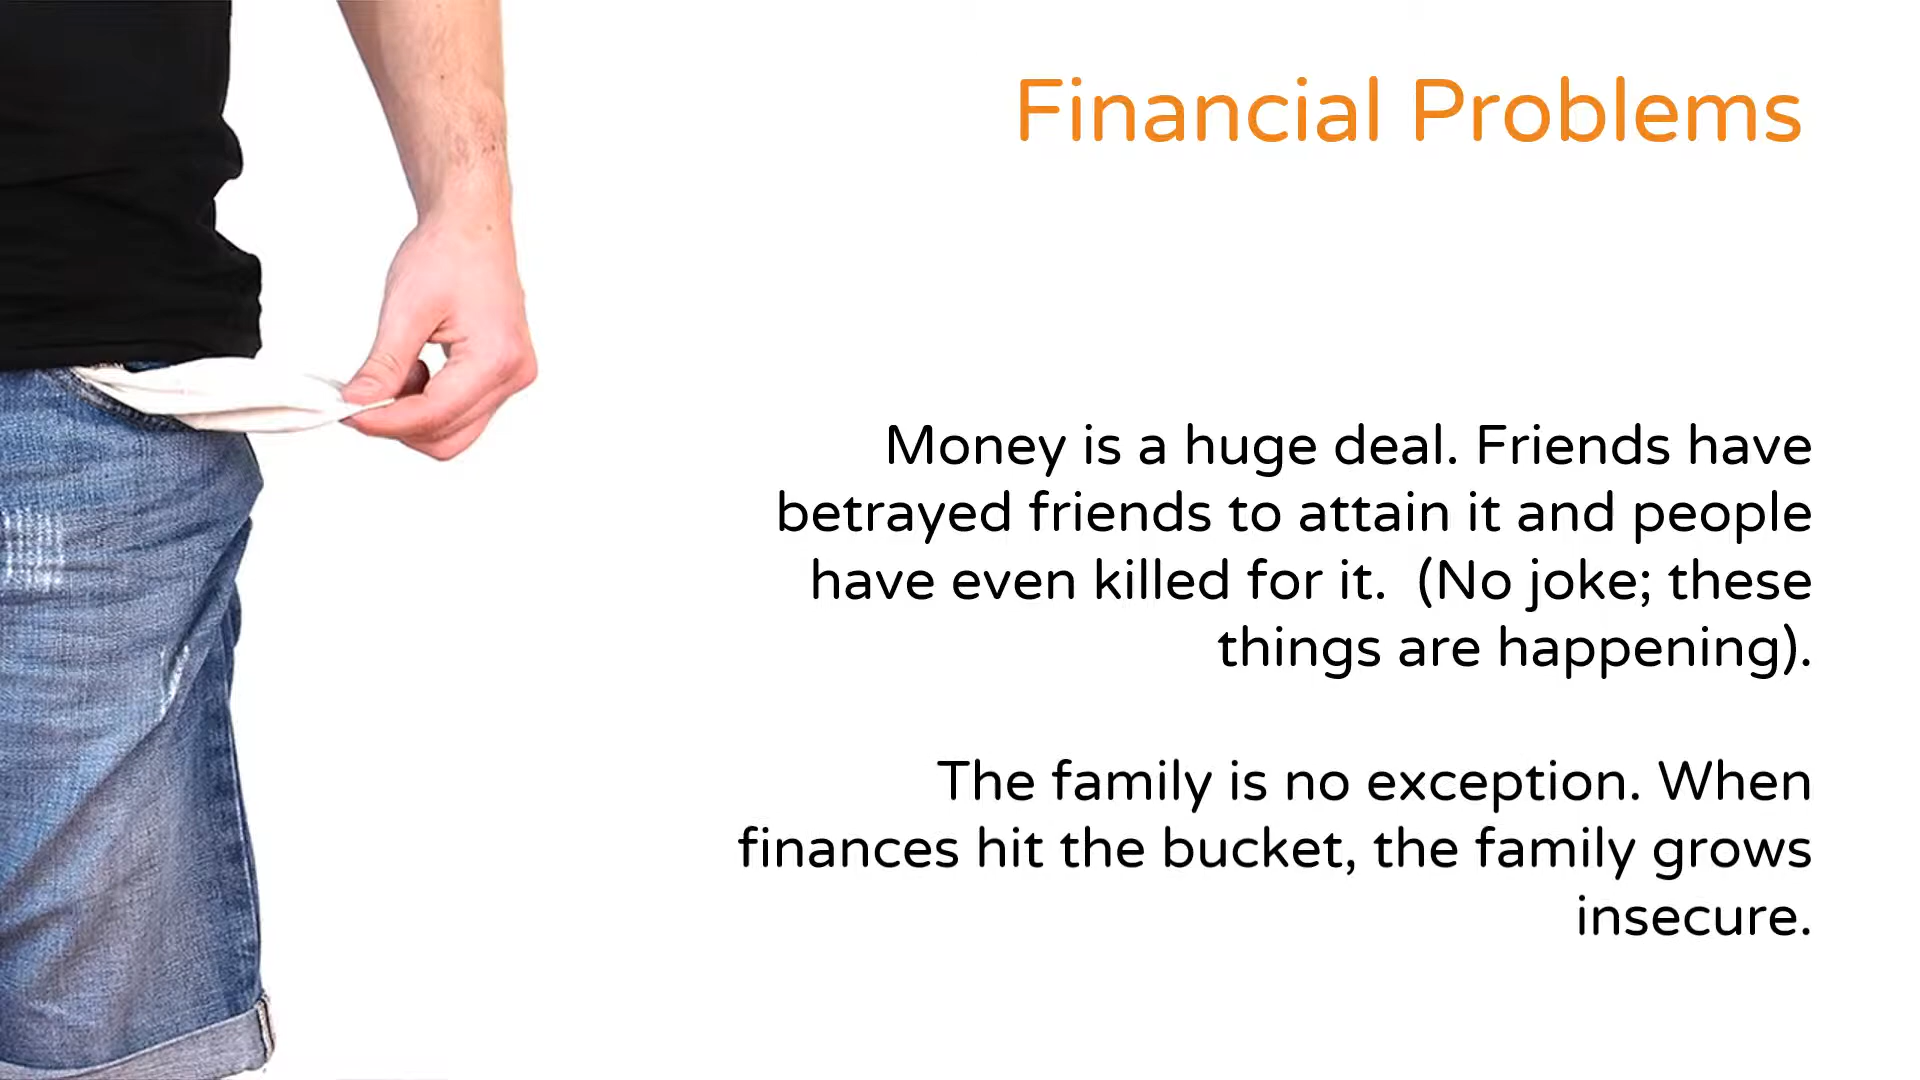 Financial Problems
Money is a huge deal. Friends have
betrayed friends to attain it and people
have even killed for it.  (No joke; these
things are happening).
The family is no exception. When
finances hit the bucket, the family grows
insecure.